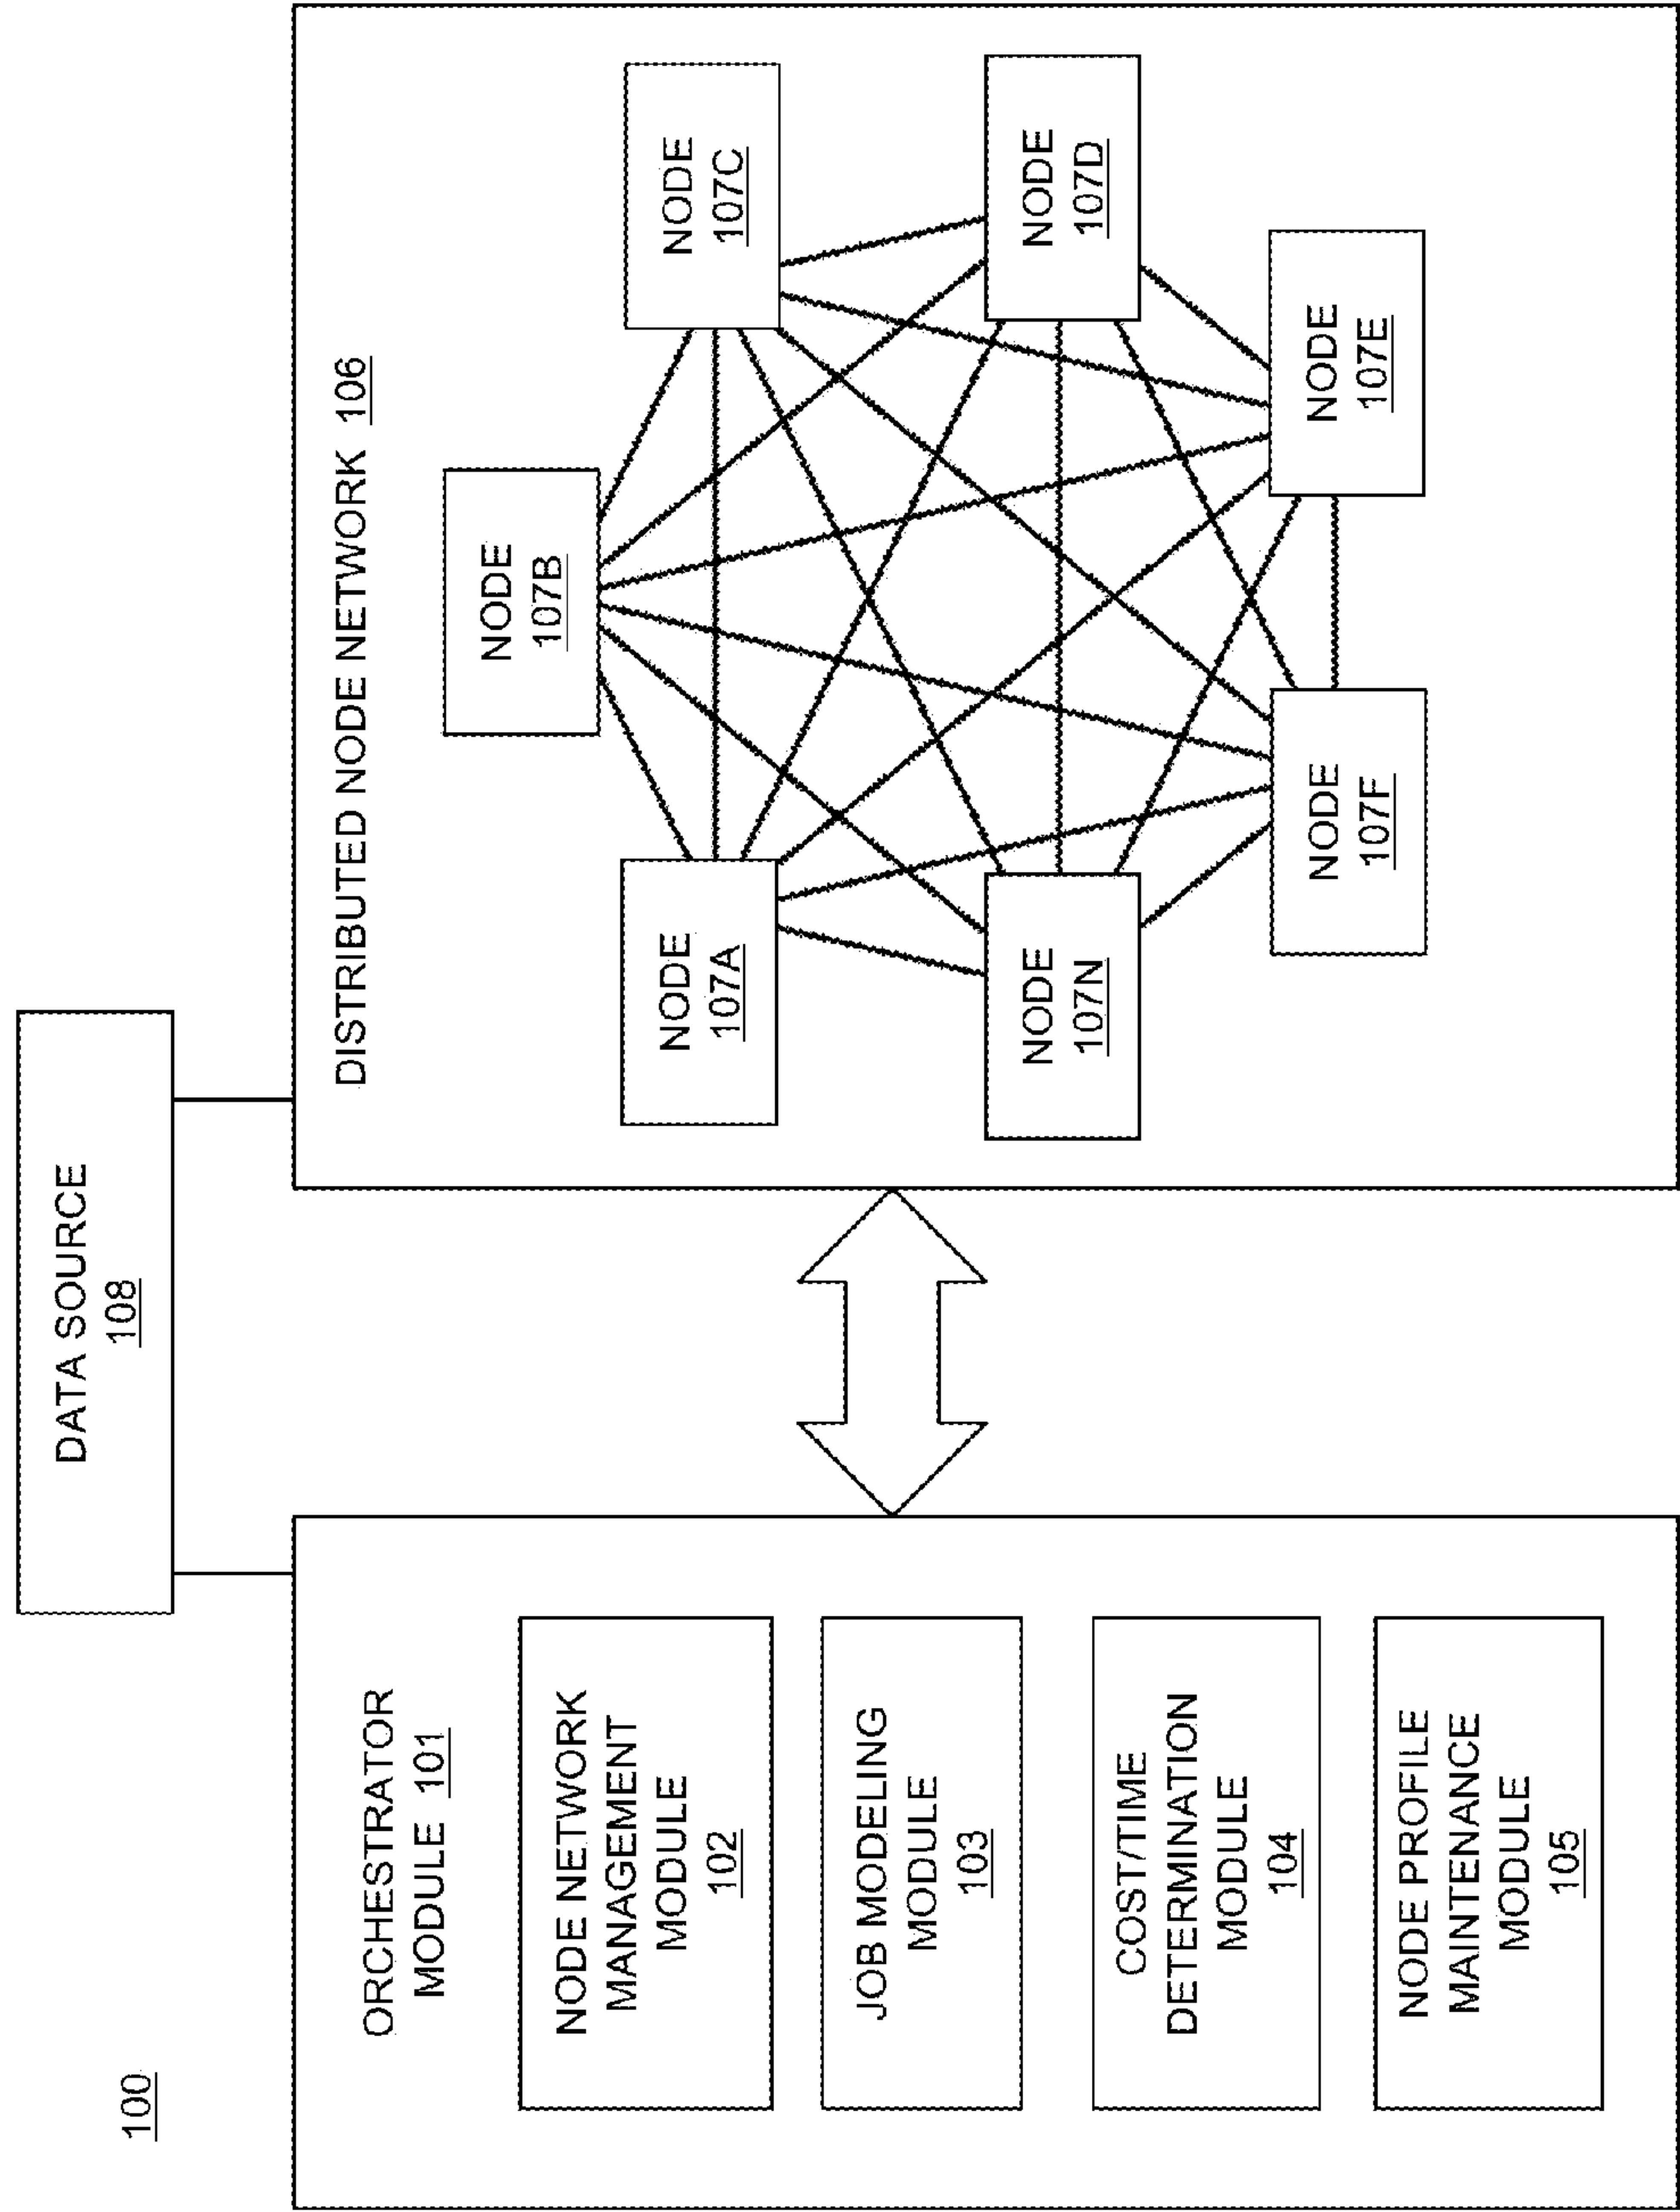 100
DATA SOURCE
108
ORCHESTRATOR
MODULE 101
NODE NETWORK
MANAGEMENT
MODULE
102
JOB MODELING
MODULE
103
COST/TIME
DETERMINATION
MODULE
104
NODE PROFILE
MAINTENANCE
MODULE
105
DISTRIBUTED NODE NETWORK 106
NODE
107B
NODE
107A
NODE
107C
NODE
107N
NODE
107D
NODE
107F
NODE
107E